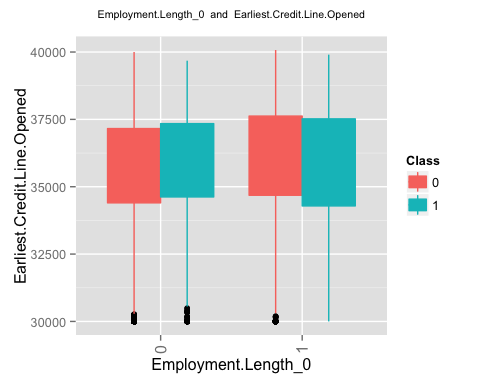 Employment.Length_0 and Earliest.Credit.Line.Opened
40000
37500
35000
32500
30000
Earliest.Credit.Line.Opened
0
1
Employment.Length_0
Class
0
1